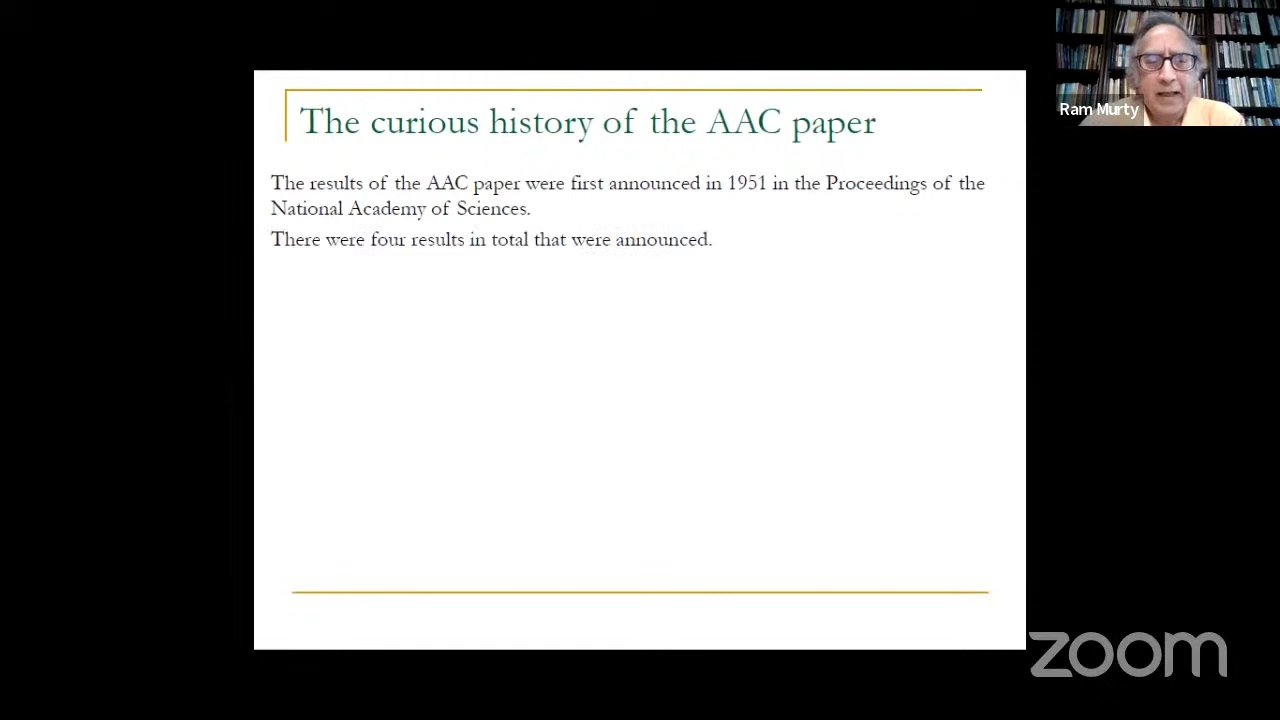 The curious history of the AAC paper
The results of the AAC paper were first announced in 1951 in the Proceedings of the
National Academy of Sciences.
There were four results in total that were announced.
Ram Murty
zoom